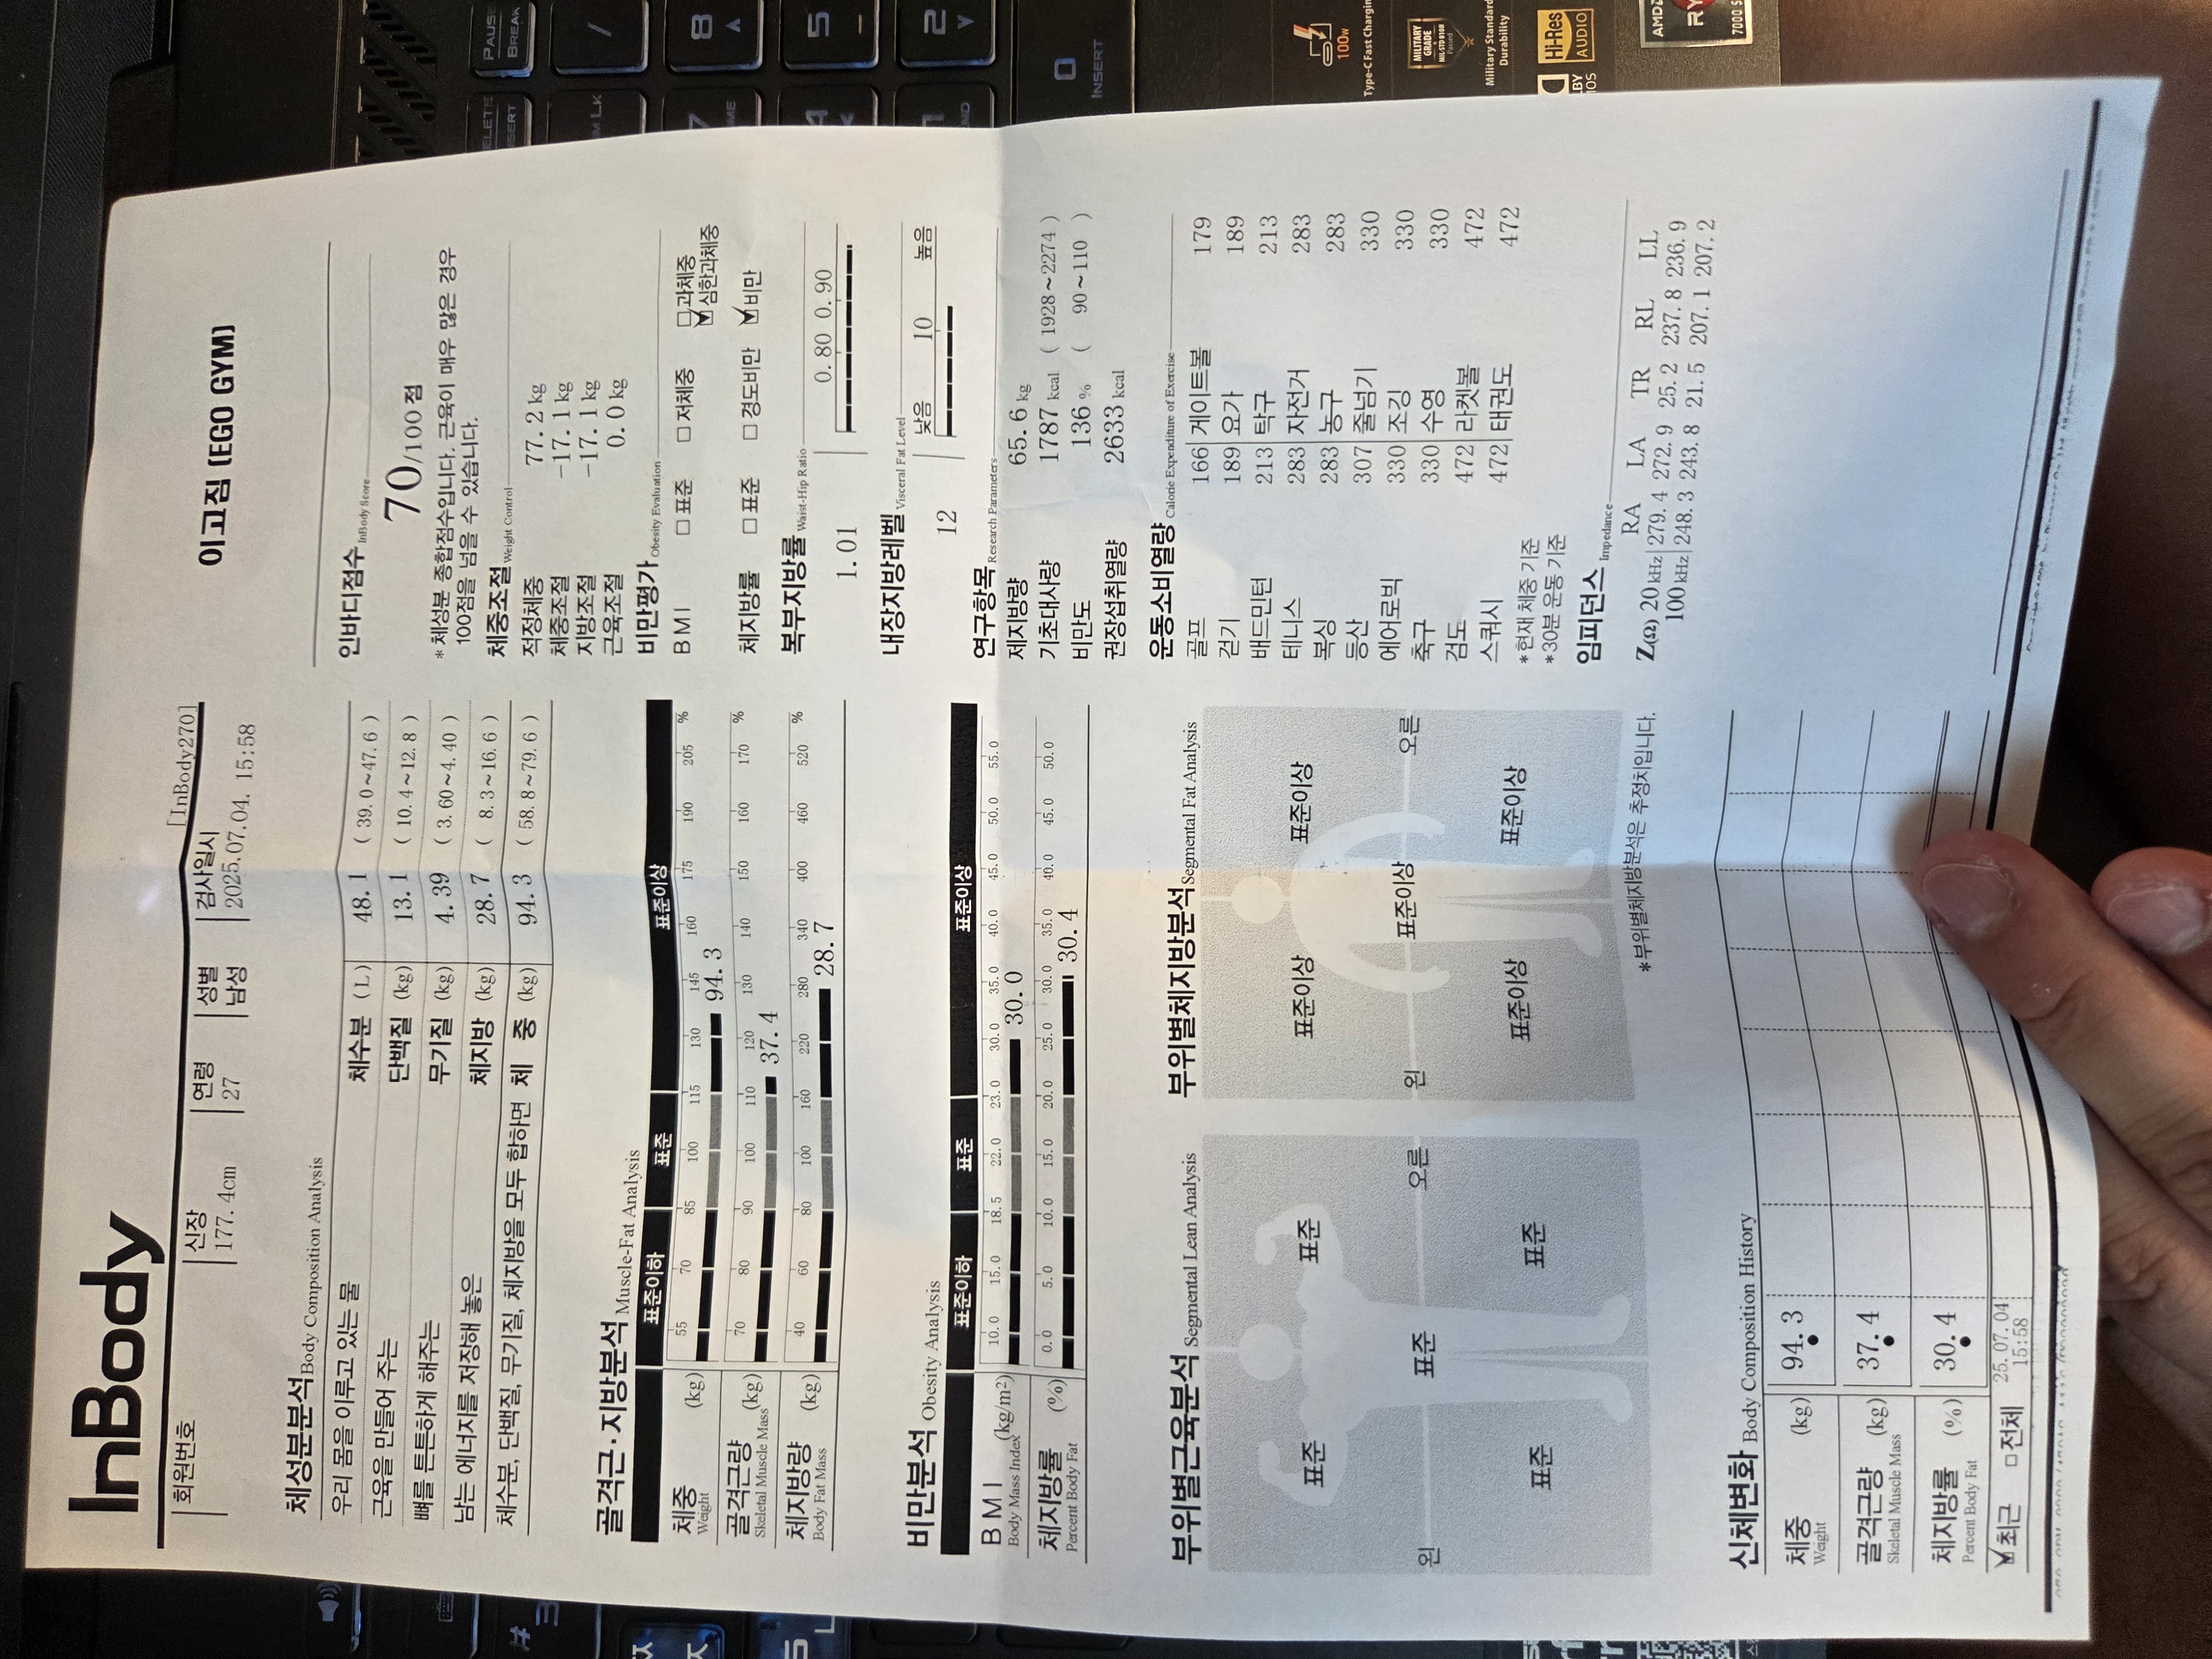 InBody
[InBody270]
회원번호
신장
177.4cm
연령
27
성별
남성
검사일시
2025.07.04. 15:58
이고짐 (EGO GYM)
체성분분석 Body Composition Analysis
우리 몸을 이루고 있는 물 체수분 (L) 48.1 ( 39.0~47.6 )
근육을 만들어 주는 단백질 (kg) 13.1 ( 10.4~12.8 )
뼈를 튼튼하게 해주는 무기질 (kg) 4.39 ( 3.60~4.40 )
남는 에너지를 저장해 놓은 체지방 (kg) 28.7 ( 8.3~16.6 )
체수분, 단백질, 무기질, 체지방을 모두 합하면 체 중 (kg) 94.3 ( 58.8~79.6 )
골격근·지방분석 Muscle-Fat Analysis
표준이하 표준 표준이상
체중 (kg) 55 70 85 100 115 130 145 160 175 190 205 %
Weight 94.3
골격근량 (kg) 70 80 90 100 110 120 130 140 150 160 170 %
Skeletal Muscle Mass 37.4
체지방량 (kg) 40 60 80 100 160 220 280 340 400 460 520 %
Body Fat Mass 28.7
비만분석 Obesity Analysis
표준이하 표준 표준이상
BMI (kg/m²) 10.0 15.0 18.5 22.0 23.0 30.0 35.0 40.0 45.0 50.0 55.0
Body Mass Index 30.0
체지방률 (%) 0.0 5.0 10.0 15.0 20.0 25.0 30.0 35.0 40.0 45.0 50.0
Percent Body Fat 30.4
부위별근육분석 Segmental Lean Analysis
표준 표준
왼 표준 오른
표준 표준
부위별체지방분석 Segmental Fat Analysis
표준이상 표준이상
왼 표준이상 오른
표준이상 표준이상
*부위별체지방분석은 추정치입니다.
신체변화 Body Composition History
체중 (kg) 94.3
Weight
골격근량 (kg) 37.4
Skeletal Muscle Mass
체지방률 (%) 30.4
Percent Body Fat
최근 전체 25.07.04
15:58
인바디점수 InBody Score
70/100 점
*체성분 종합점수입니다. 근육이 매우 많은 경우
100점을 넘을 수 있습니다.
체중조절 Weight Control
적정체중 77.2 kg
체중조절 -17.1 kg
지방조절 -17.1 kg
근육조절 0.0 kg
비만평가 Obesity Evaluation
BMI 표준 저체중 과체중
심한과체중
체지방률 표준 경도비만 비만
복부지방률 Waist-Hip Ratio
0.80 0.90
1.01
내장지방레벨 Visceral Fat Level
낮음 10 높음
12
연구항목 Research Parameters
제지방량 65.6 kg
기초대사량 1787 kcal ( 1928~2274 )
비만도 136 % ( 90~110 )
권장섭취열량 2633 kcal
운동소비열량 Calorie Expenditure of Exercise
골프 166 게이트볼 179
걷기 189 요가 189
배드민턴 213 탁구 213
테니스 283 자전거 283
복싱 283 농구 283
등산 307 줄넘기 330
에어로빅 330 조깅 330
축구 330 수영 330
검도 472 라켓볼 472
스쿼시 472 태권도 472
*현재 체중 기준
*30분 운동 기준
임피던스 Impedance
RA LA TR RL LL
Z(Ω) 20 kHz 279.4 272.9 25.2 237.8 236.9
100 kHz 248.3 243.8 21.5 207.1 207.2
PAUSE
BREAK
/
8
5
2
0
INSERT
100w
Type-C Fast Charging
MILITARY
GRADE
MIL-STD 810H
Passed
Military Standard
Durability
Hi-Res
AUDIO
AMD
7000
#
3